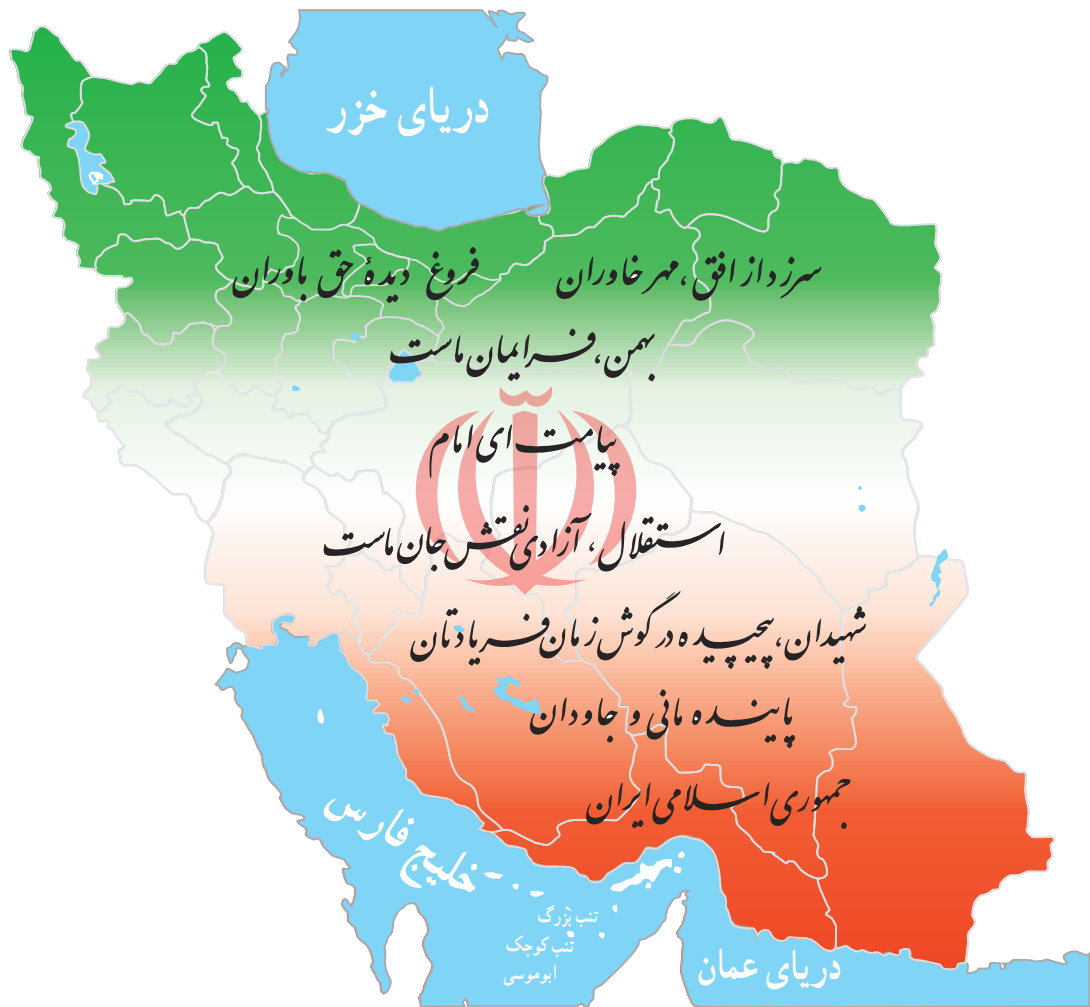 دریای خزر
سرزد از افق، مهر خاوران فروغ دیدهٔ حق باوران
بهمن، فر ایمان ماست
پیامت ای امام
استقلال، آزادی نقش جان ماست
شهیدان، پیچیده در گوش زمان فریادتان
پاینده مانی و جاودان
جمهوری اسلامی ایران
خلیج فارس
تنب بزرگ
تنب کوچک
ابوموسی
دریای عمان